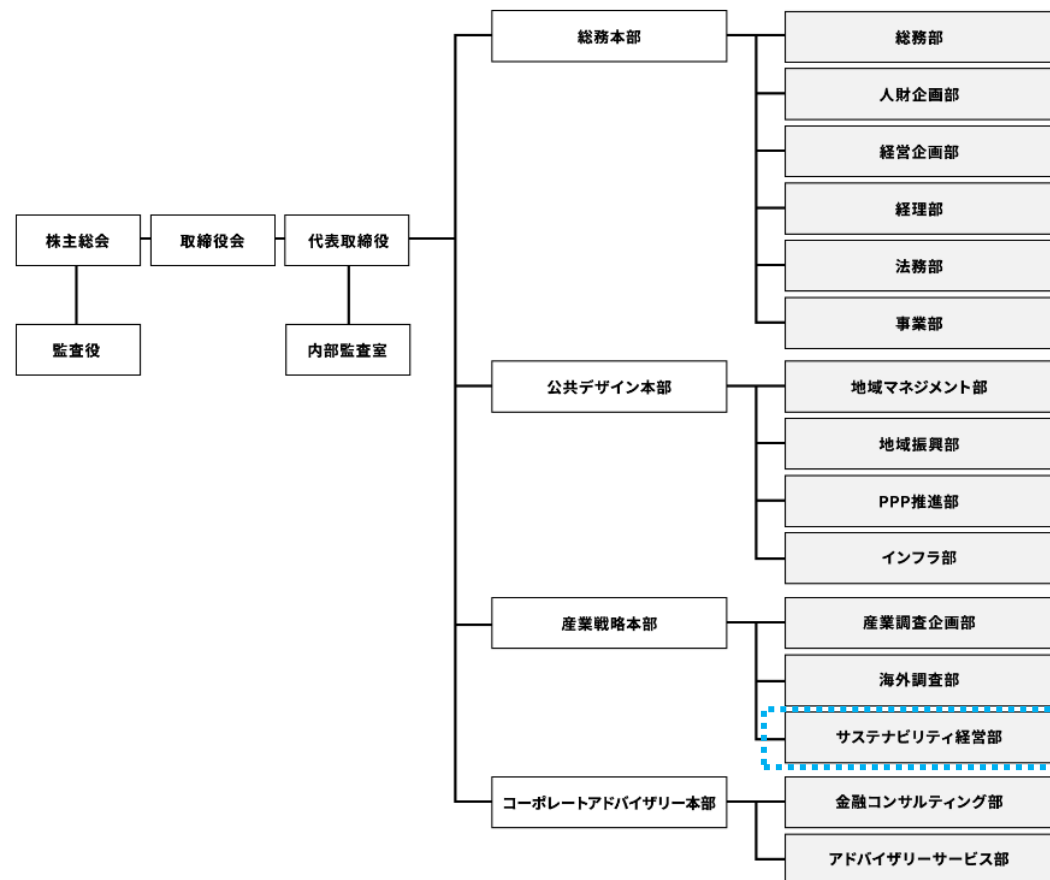 株主総会
取締役会
代表取締役
監査役
内部監査室
総務本部
総務部
人財企画部
経営企画部
経理部
法務部
事業部
公共デザイン本部
地域マネジメント部
地域振興部
PPP推進部
インフラ部
産業戦略本部
産業調査企画部
海外調査部
サステナビリティ経営部
コーポレートアドバイザリー本部
金融コンサルティング部
アドバイザリーサービス部